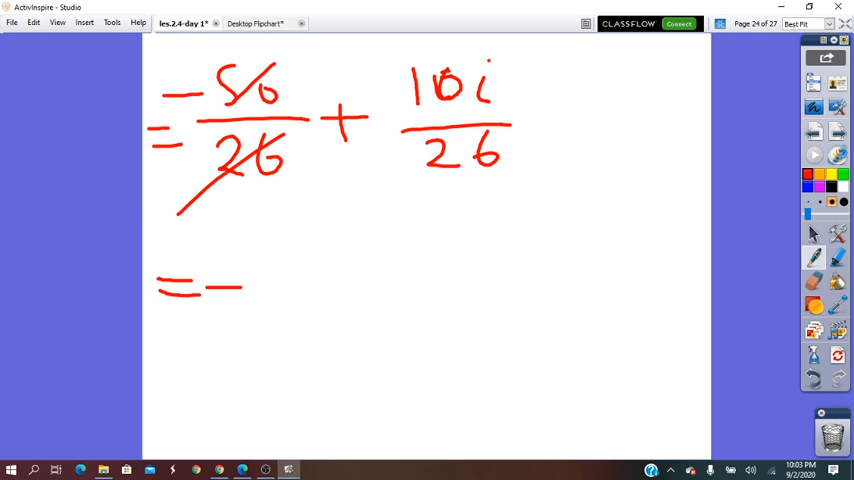 ActivInspire - Studio
File Edit View Insert Tools Help
les.2.4-day 1*
Desktop Flipchart*
CLASSFLOW
Connect
Page 24 of 27
Best Fit
- 50 + 10i
= 26 26
= -
10:03 PM
9/2/2020